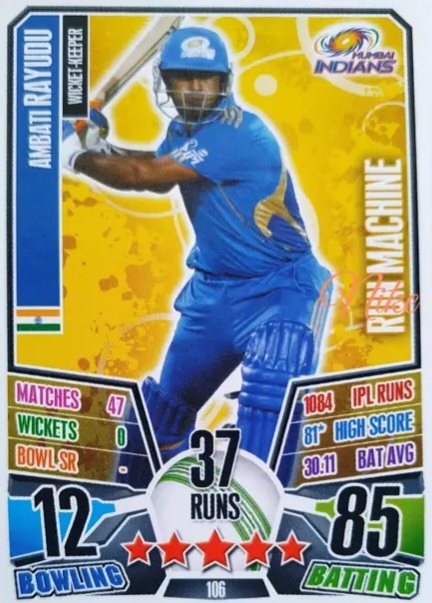 AMBATI RAYUDU
WICKET-KEEPER
MUMBAI
INDIANS
RUN MACHINE
MATCHES 47
WICKETS 0
BOWL SR -
1084 IPL RUNS
81* HIGH SCORE
30.11 BAT AVG
37
RUNS
12
BOWLING
85
BATTING
106